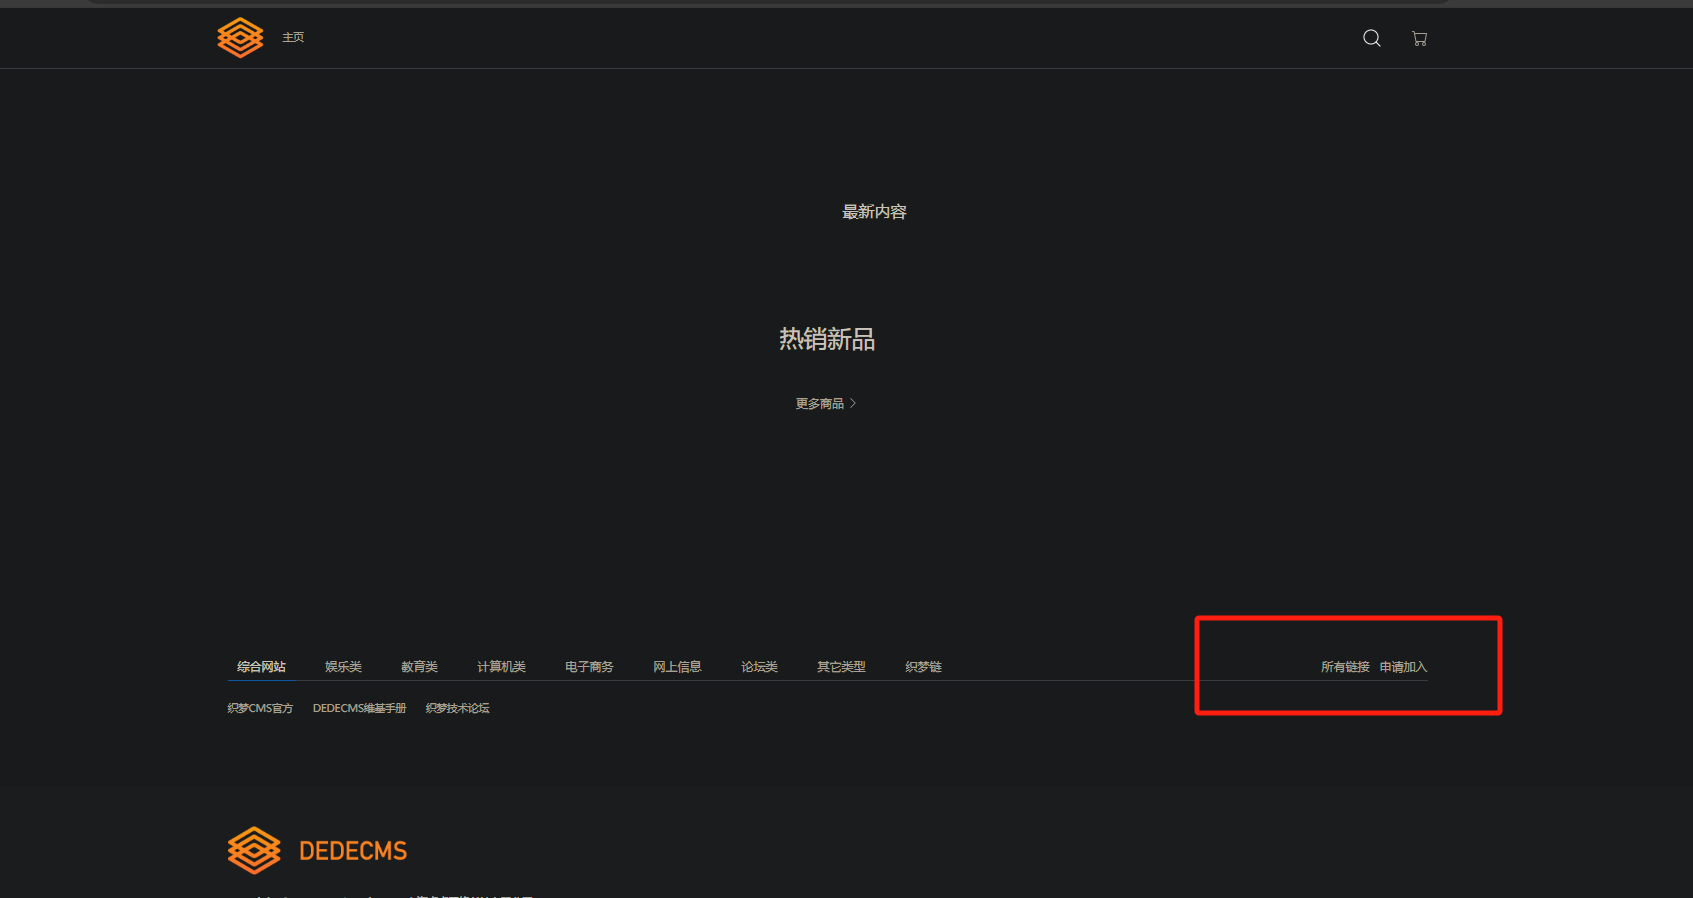 主页
最新内容
热销新品
更多商品
综合网站 娱乐类 教育类 计算机类 电子商务 网上信息 论坛类 其它类型 织梦链 所有链接 申请加入
织梦CMS官方 DEDECMS维基手册 织梦技术论坛
DEDECMS